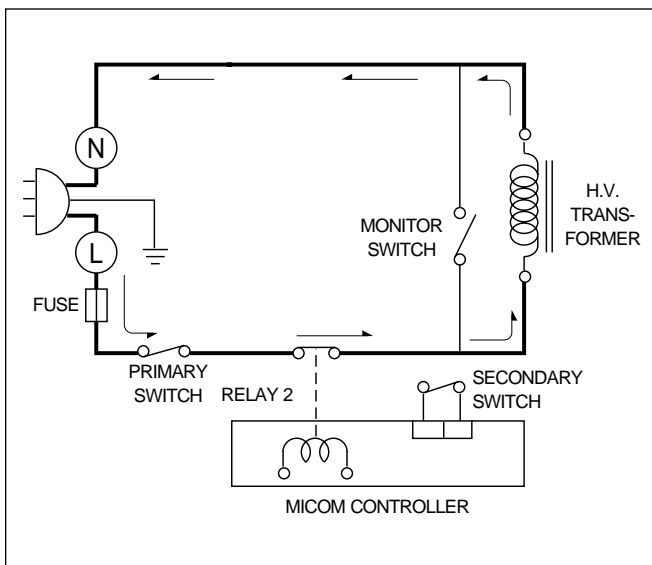 N
H.V.
TRANS-
FORMER
MONITOR
SWITCH
L
FUSE
PRIMARY
SWITCH
RELAY 2
SECONDARY
SWITCH
MICOM CONTROLLER